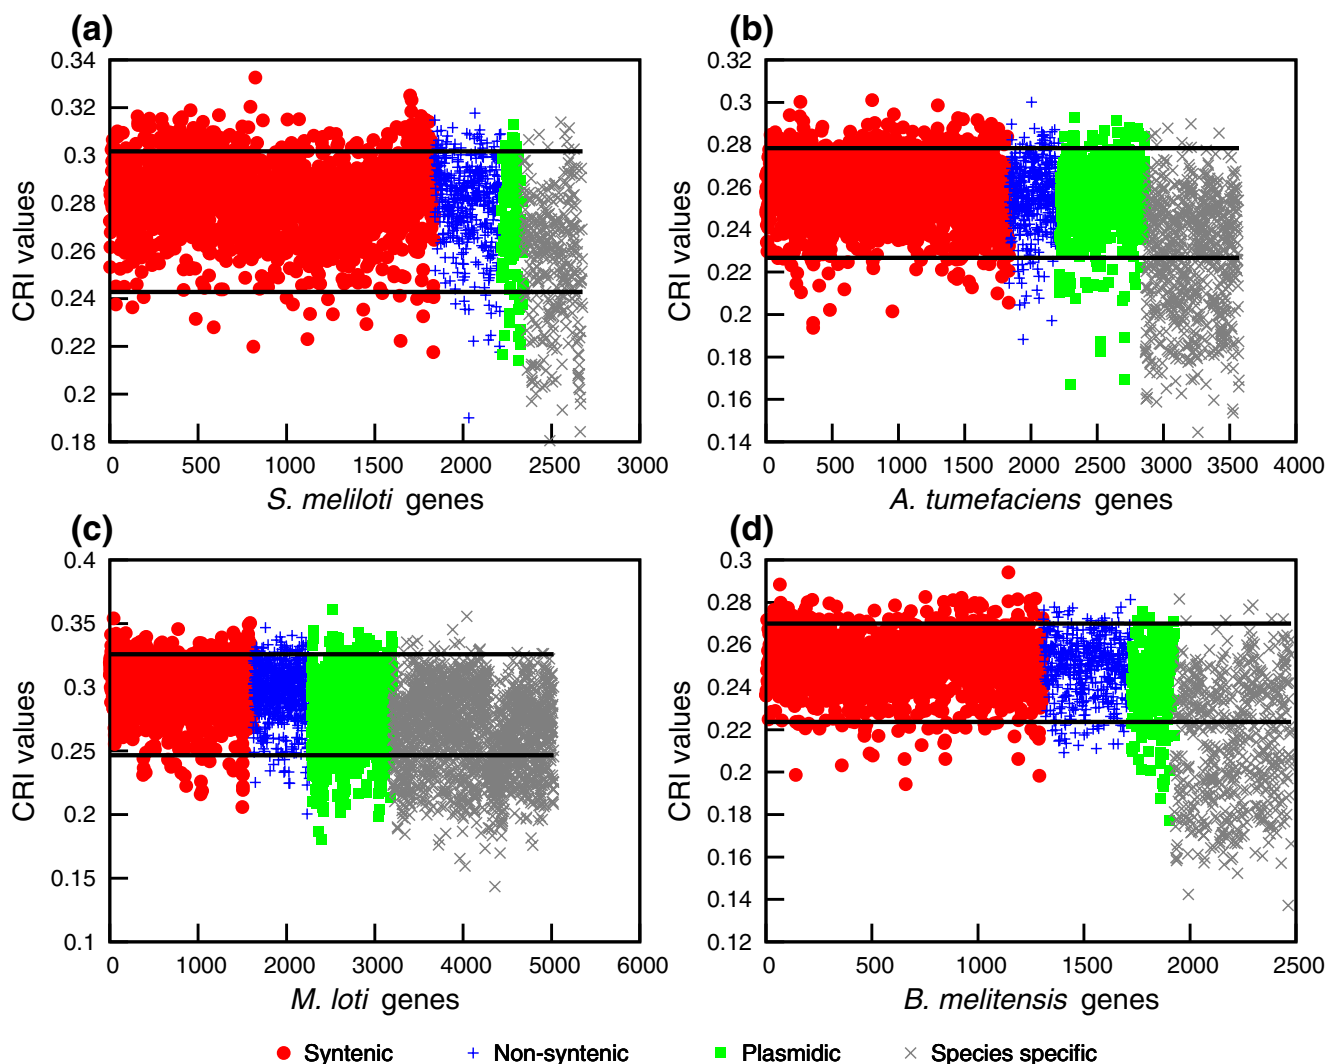 (a)
0.34
0.32
0.3
0.28
0.26
0.24
0.22
0.2
0.18
CRI values
0 500 1000 1500 2000 2500 3000
S. meliloti genes
(b)
0.32
0.3
0.28
0.26
0.24
0.22
0.2
0.18
0.16
0.14
CRI values
0 500 1000 1500 2000 2500 3000 3500 4000
A. tumefaciens genes
(c)
0.4
0.35
0.3
0.25
0.2
0.15
0.1
CRI values
0 1000 2000 3000 4000 5000 6000
M. loti genes
(d)
0.3
0.28
0.26
0.24
0.22
0.2
0.18
0.16
0.14
0.12
CRI values
0 500 1000 1500 2000 2500
B. melitensis genes
Syntenic Non-syntenic Plasmidic Species specific